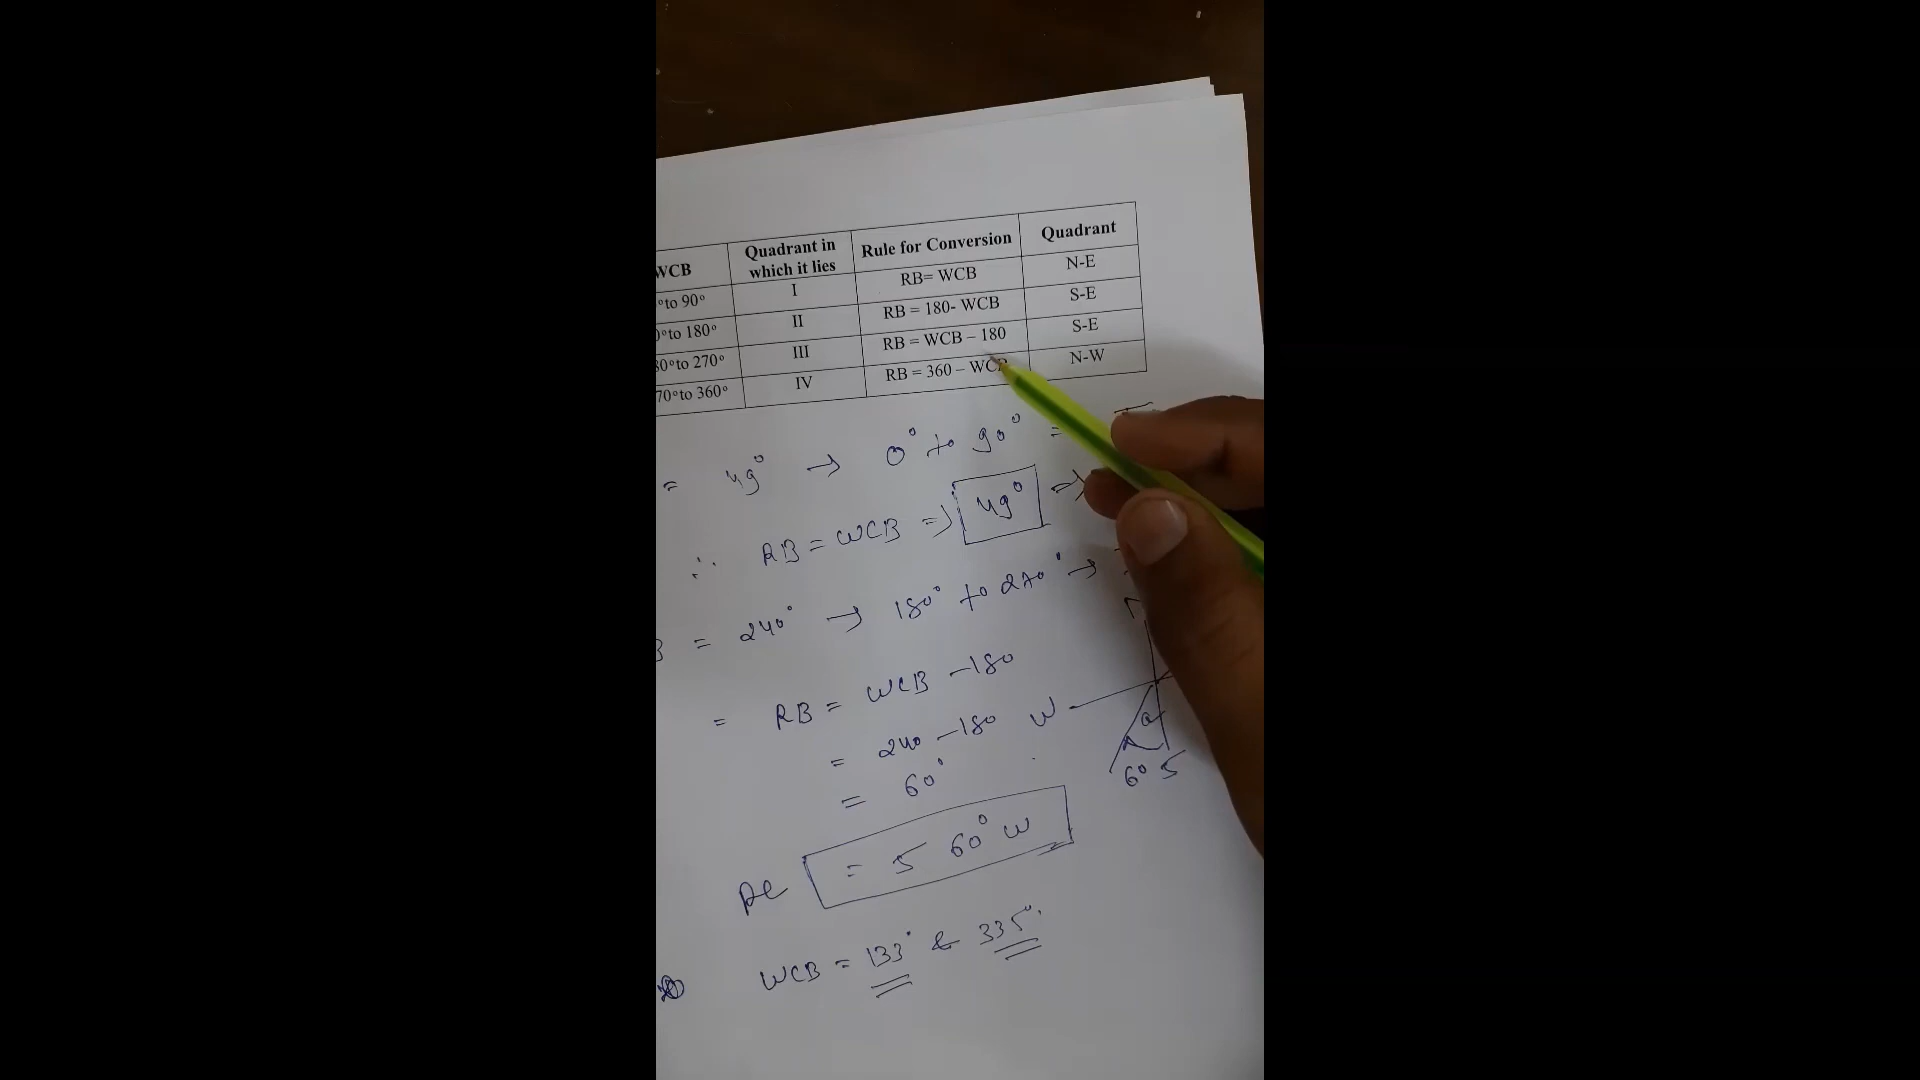 WCB Quadrant in which it lies Rule for Conversion Quadrant
°to 90° I RB= WCB N-E
0°to 180° II RB = 180- WCB S-E
80°to 270° III RB = WCB – 180 S-E
70°to 360° IV RB = 360 – WCB N-W
= 49° → 0° to 90° =
∴ RB = WCB ⇒ 49° ⇒
B = 240° → 180° to 270° →
= RB = WCB - 180
= 240 - 180 W
= 60°
60 S
= S 60° W
WCB = 133° & 335°.